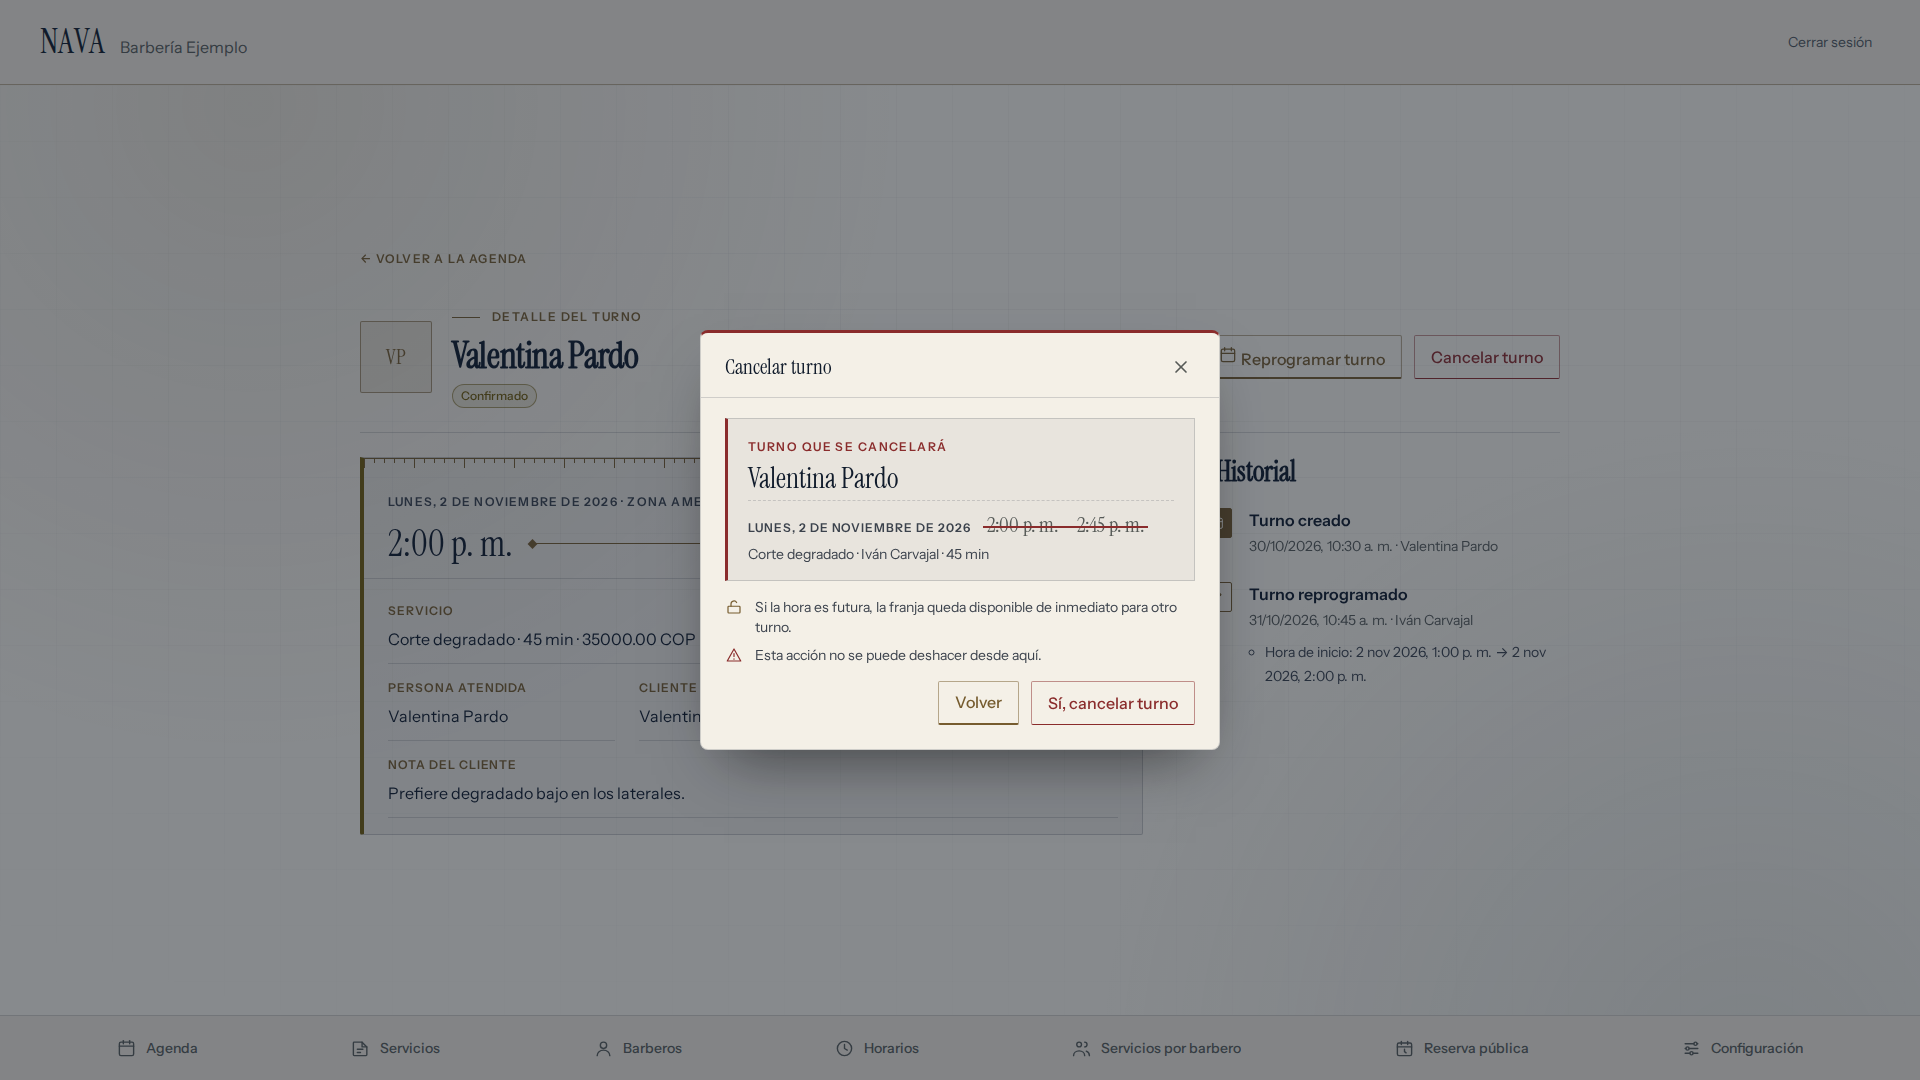 NAVA Barbería Ejemplo
Cerrar sesión
← VOLVER A LA AGENDA
VP
DETALLE DEL TURNO
Valentina Pardo
Confirmado
Reprogramar turno
Cancelar turno
LUNES, 2 DE NOVIEMBRE DE 2026 · ZONA AME
2:00 p. m.
SERVICIO
Corte degradado · 45 min · 35000.00 COP
PERSONA ATENDIDA
Valentina Pardo
CLIENTE
Valentin
NOTA DEL CLIENTE
Prefiere degradado bajo en los laterales.
Cancelar turno
TURNO QUE SE CANCELARÁ
Valentina Pardo
LUNES, 2 DE NOVIEMBRE DE 2026 2:00 p. m. – 2:45 p. m.
Corte degradado · Iván Carvajal · 45 min
Si la hora es futura, la franja queda disponible de inmediato para otro
turno.
Esta acción no se puede deshacer desde aquí.
Volver
Sí, cancelar turno
Historial
Turno creado
30/10/2026, 10:30 a. m. · Valentina Pardo
Turno reprogramado
31/10/2026, 10:45 a. m. · Iván Carvajal
Hora de inicio: 2 nov 2026, 1:00 p. m. → 2 nov
2026, 2:00 p. m.
Agenda
Servicios
Barberos
Horarios
Servicios por barbero
Reserva pública
Configuración